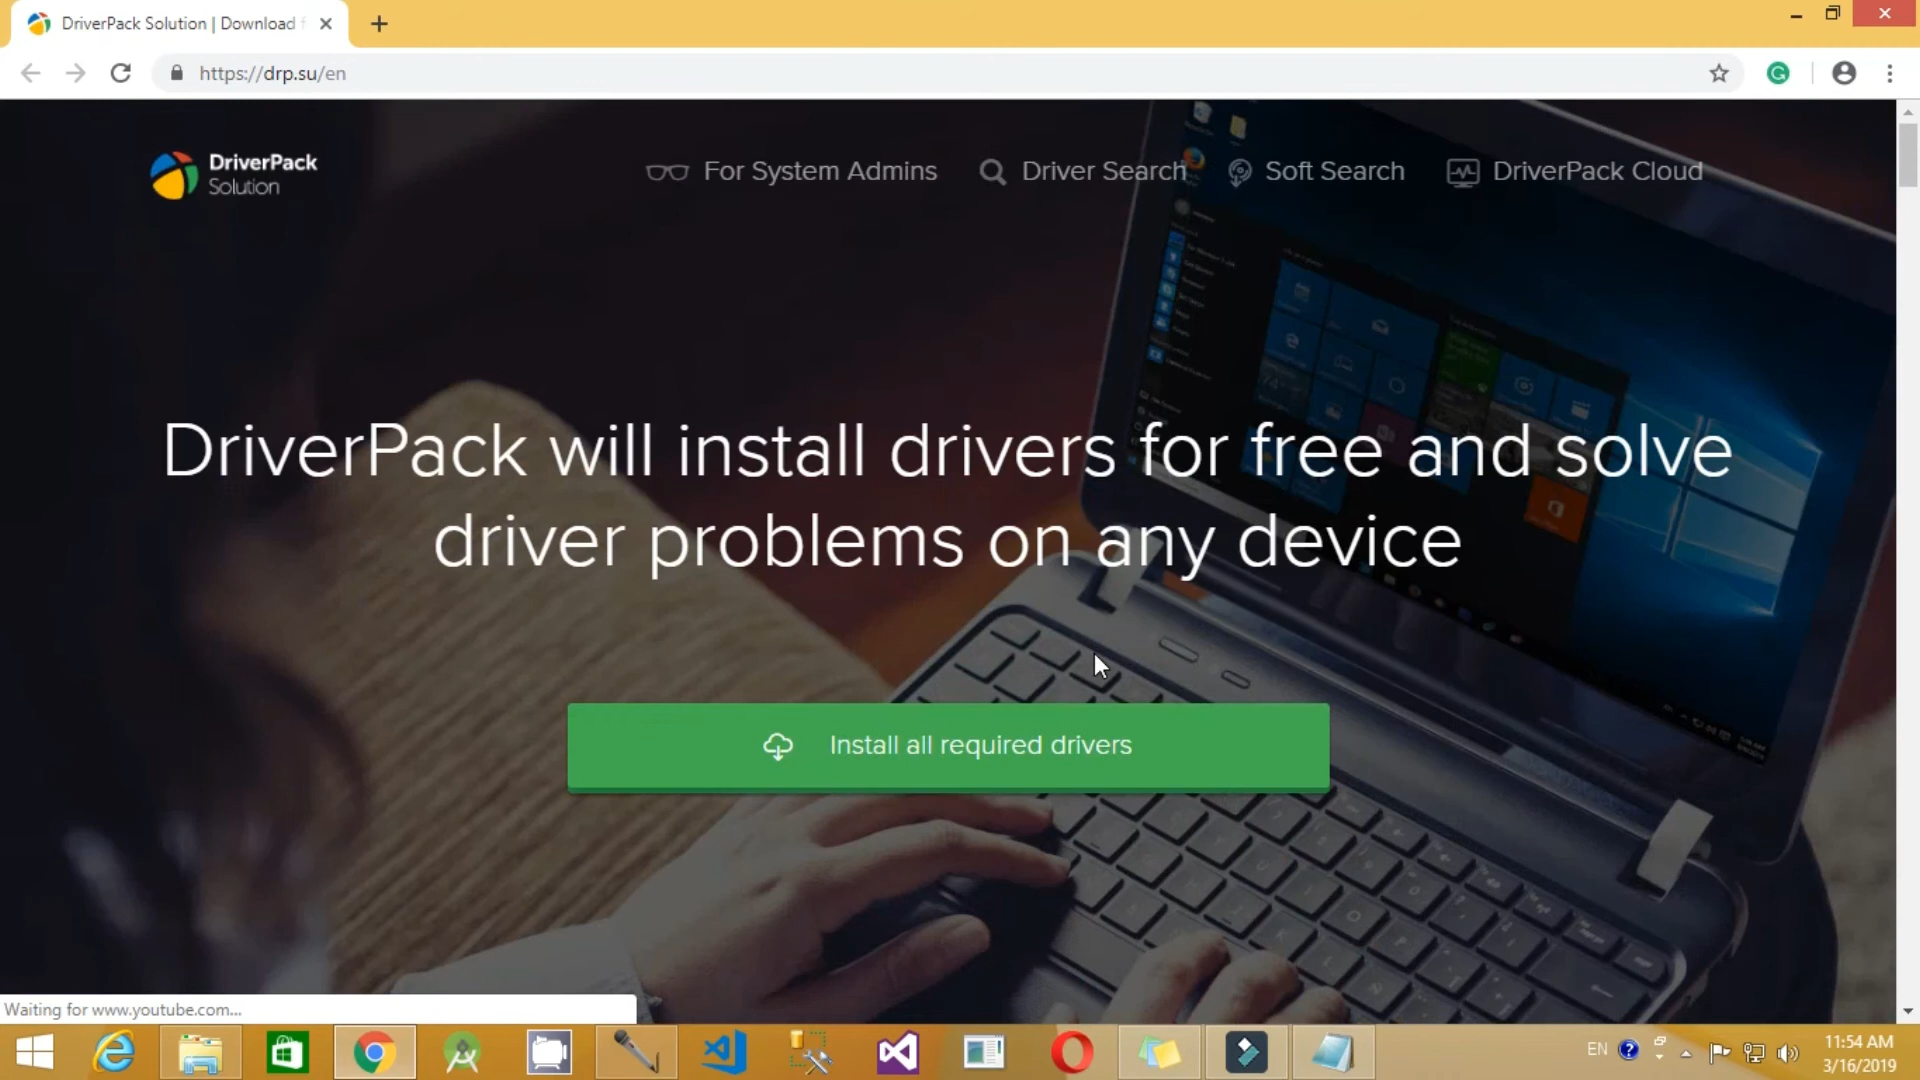 DriverPack Solution | Download f
https://drp.su/en
DriverPack
Solution
For System Admins
Driver Search
Soft Search
DriverPack Cloud
DriverPack will install drivers for free and solve
driver problems on any device
Install all required drivers
Waiting for www.youtube.com...
EN
11:54 AM
3/16/2019